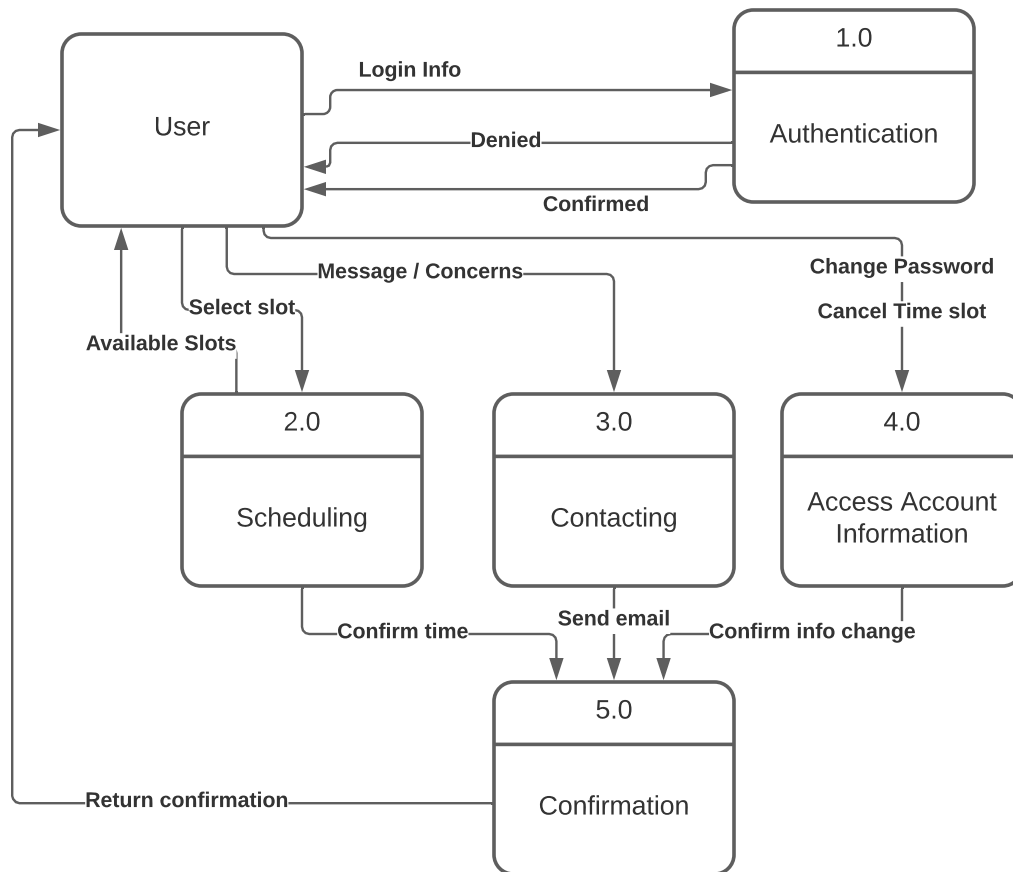 1.0
Login Info
User
Authentication
Denied
Confirmed
Change Password
Message / Concerns
Select slot
Cancel Time slot
Available Slots
2.0
3.0
4.0
Scheduling
Contacting
Access Account
Information
Send email
Confirm time
Confirm info change
5.0
Return confirmation
Confirmation